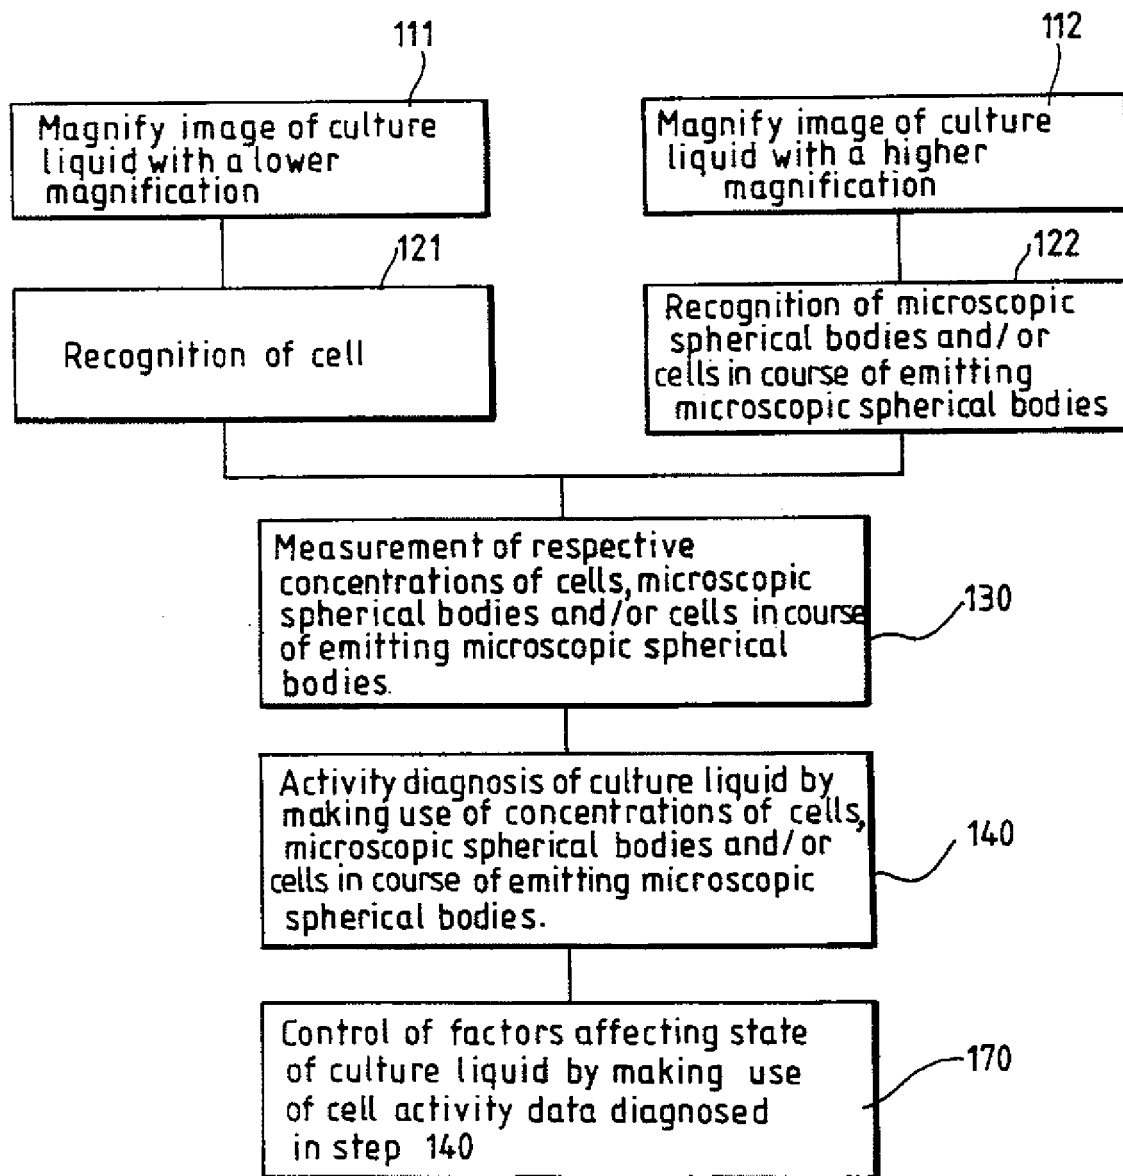 111
Magnify image of culture
liquid with a lower
magnification
112
Magnify image of culture
liquid with a higher
magnification
121
Recognition of cell
122
Recognition of microscopic
spherical bodies and/or
cells in course of emitting
microscopic spherical bodies
Measurement of respective
concentrations of cells, microscopic
spherical bodies and/or cells in course
of emitting microscopic spherical
bodies.
130
Activity diagnosis of culture liquid by
making use of concentrations of cells,
microscopic spherical bodies and/or
cells in course of emitting microscopic
spherical bodies.
140
Control of factors affecting state
of culture liquid by making use
of cell activity data diagnosed
in step 140
170